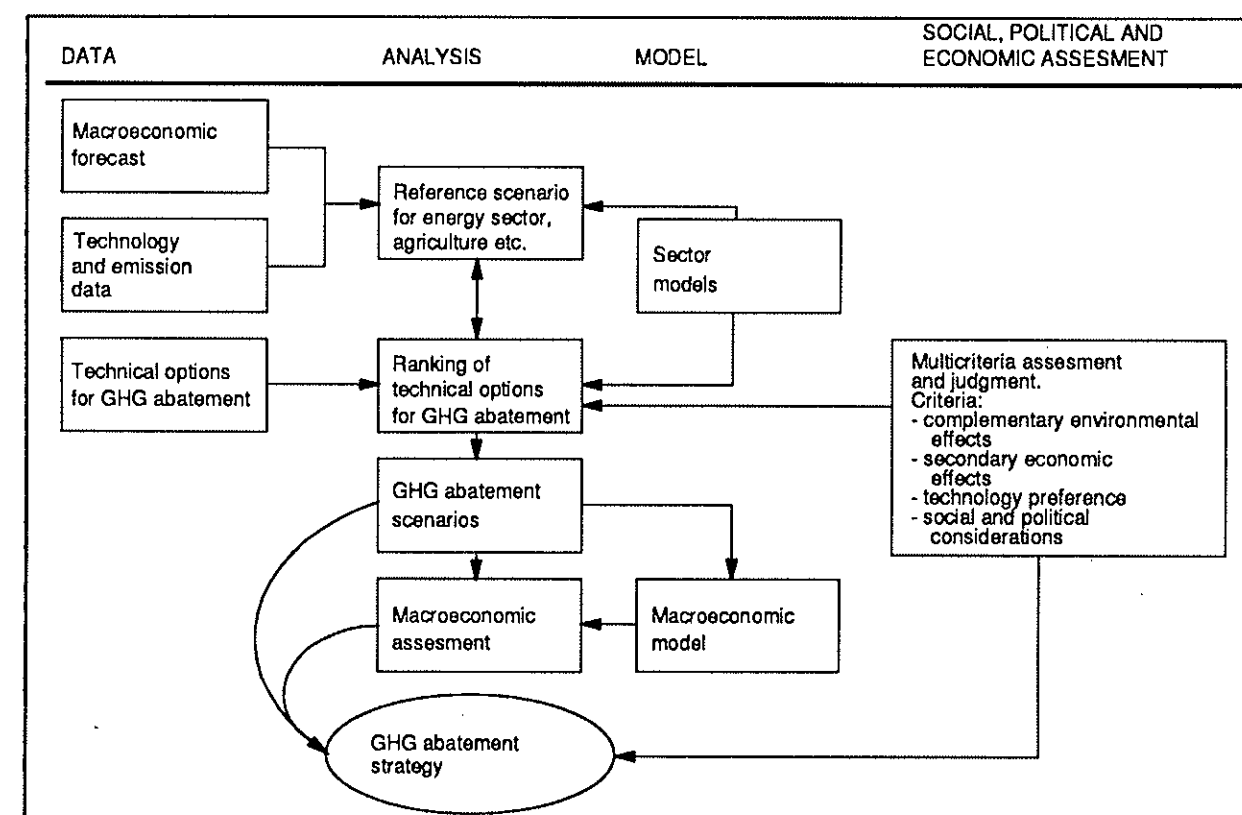 DATA
ANALYSIS
MODEL
SOCIAL, POLITICAL AND
ECONOMIC ASSESMENT
Macroeconomic
forecast
Technology
and emission
data
Technical options
for GHG abatement
Reference scenario
for energy sector,
agriculture etc.
Ranking of
technical options
for GHG abatement
GHG abatement
scenarios
Macroeconomic
assesment
GHG abatement
strategy
Sector
models
Macroeconomic
model
Multicriteria assesment
and judgment.
Criteria:
- complementary environmental
effects
- secondary economic
effects
- technology preference
- social and political
considerations